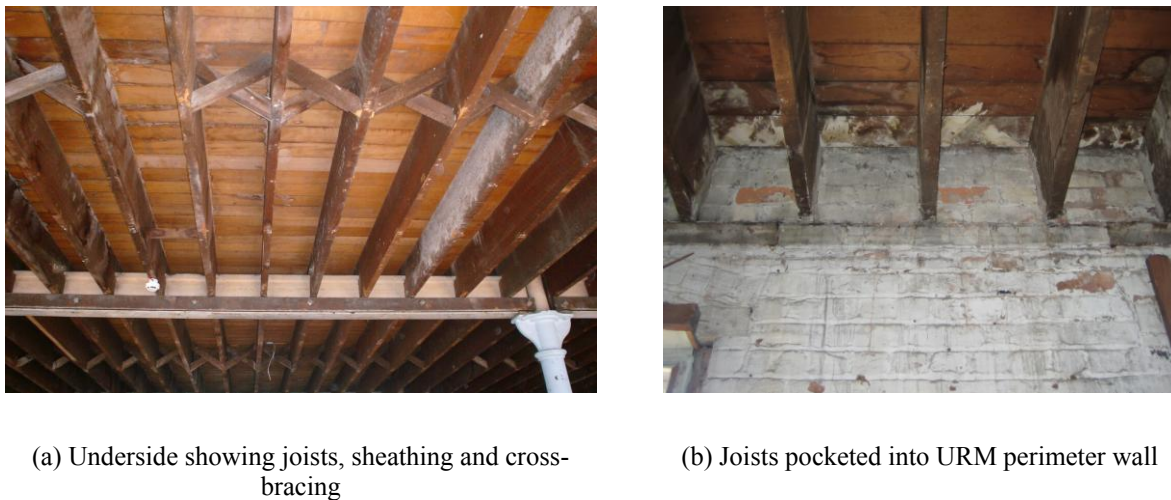 (a) Underside showing joists, sheathing and cross-
bracing
(b) Joists pocketed into URM perimeter wall